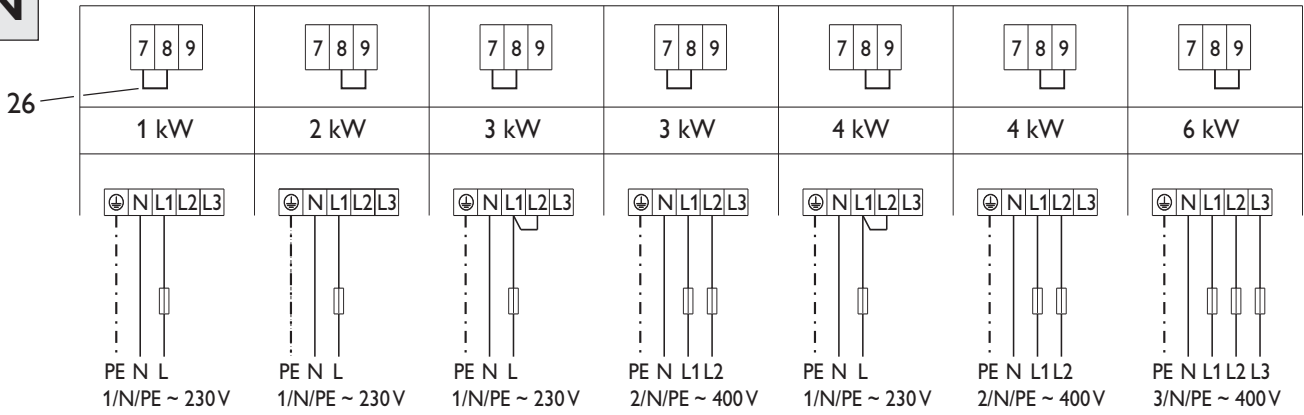 N
7 8 9 7 8 9 7 8 9 7 8 9 7 8 9 7 8 9 7 8 9
26
1 kW 2 kW 3 kW 3 kW 4 kW 4 kW 6 kW
N L1 L2 L3 N L1 L2 L3 N L1 L2 L3 N L1 L2 L3 N L1 L2 L3 N L1 L2 L3 N L1 L2 L3
PE N L PE N L PE N L PE N L1 L2 PE N L PE N L1 L2 PE N L1 L2 L3
1/N/PE ~ 230 V 1/N/PE ~ 230 V 1/N/PE ~ 230 V 2/N/PE ~ 400 V 1/N/PE ~ 230 V 2/N/PE ~ 400 V 3/N/PE ~ 400 V